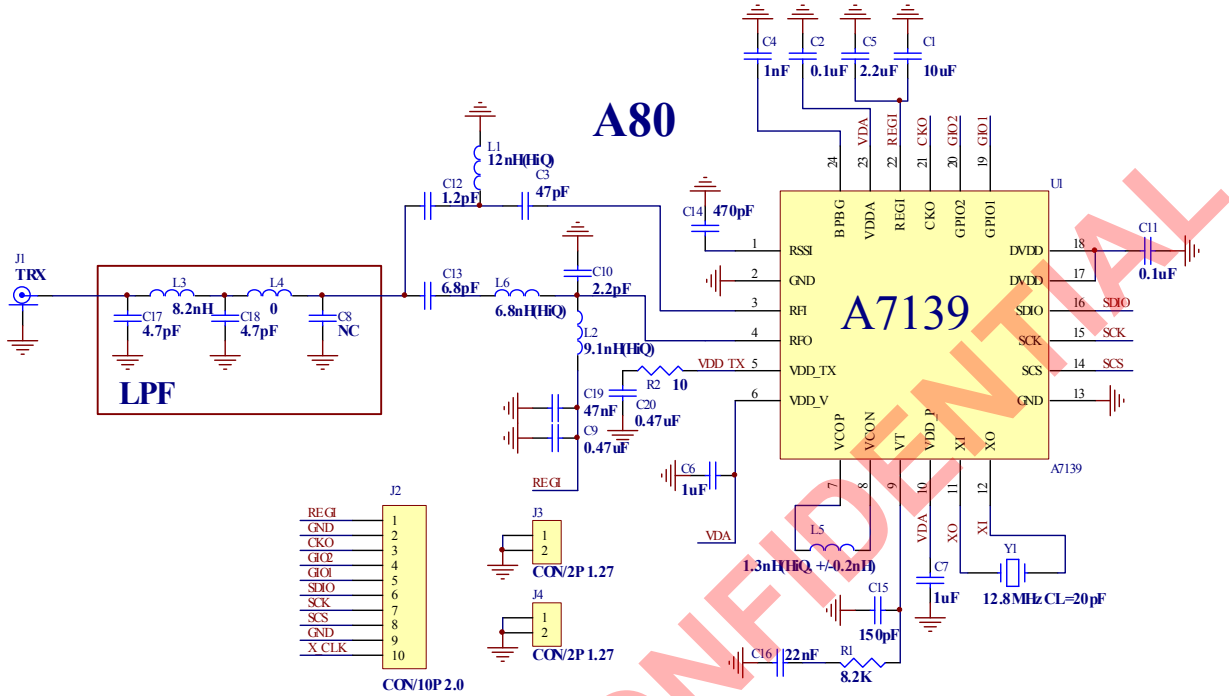 C4
1nF
C2
0.1uF
C5
2.2uF
C1
10uF
A80
VDA
REGI
CKO
GIO2
GIO1
24
23
22
21
20
19
L1
12nH(HiQ)
C3
47pF
C12
1.2pF
C14
470pF
U1
BPBG
VDDA
REGI
CKO
GPIO2
GPIO1
1
RSSI
2
GND
3
RFI
4
RFO
5
VDD_TX
6
VDD_V
DVDD
18
DVDD
17
SDIO
16
SDIO
SCK
15
SCK
SCS
14
SCS
GND
13
C11
0.1uF
A7139
J1
TRX
L3
8.2nH
L4
0
C17
4.7pF
C18
4.7pF
C8
NC
LPF
C13
6.8pF
L6
6.8nH(HiQ)
C10
2.2pF
L2
9.1nH(HiQ)
VDD_TX
R2
10
C19
47nF
C20
0.47uF
C9
0.47uF
REGI
VCOP
VCON
VT
VDD_P
XI
XO
A7139
7
8
9
10
11
12
C6
1uF
VDA
L5
1.3nH(HiQ, +/-0.2nH)
VDA
XO
XI
C7
1uF
Y1
12.8MHz CL=20pF
C15
150pF
C16
22nF
R1
8.2K
J2
REGI
1
GND
2
CKO
3
GIO2
4
GIO1
5
SDIO
6
SCK
7
SCS
8
GND
9
X_CLK
10
CON/10P 2.0
J3
1
2
CON/2P 1.27
J4
1
2
CON/2P 1.27
ONFIDENTIAL